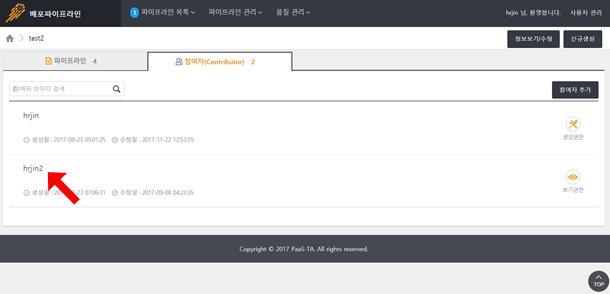 배포파이프라인
1 파이프라인 목록 파이프라인 관리 품질 관리 hrjin 님, 환영합니다. 사용자 관리
test2 정보보기/수정 신규생성
파이프라인 4 참여자(Contributor) 2
참여자 아이디 검색 참여자 추가
hrjin
생성일 : 2017-08-23 05:01:25 수정일 : 2017-11-22 12:53:35 생성권한
hrjin2
생성일 : 23 07:06:31 수정일 : 2017-09-08 04:22:35 보기권한
Copyright © 2017 PaaS-TA. All rights reserved.
TOP